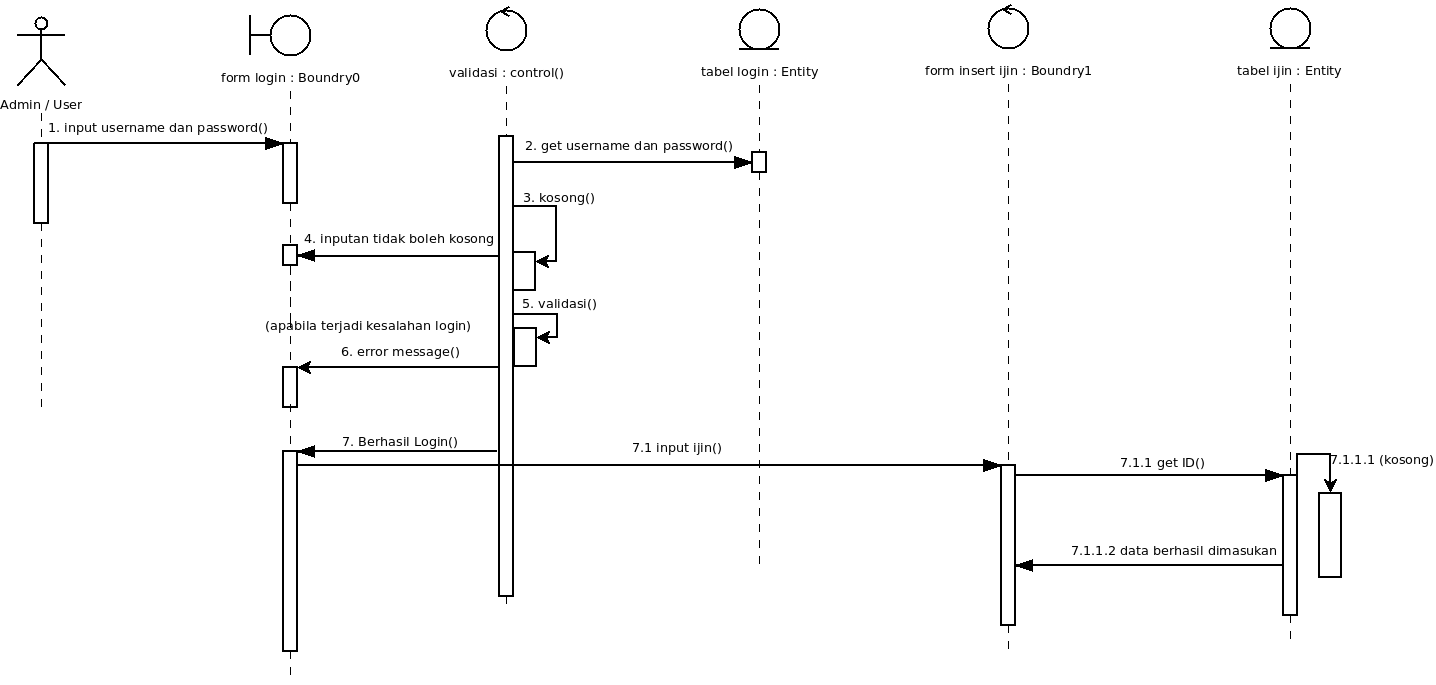 Admin / User
form login : Boundry0
validasi : control()
tabel login : Entity
form insert ijin : Boundry1
tabel ijin : Entity
1. input username dan password()
2. get username dan password()
3. kosong()
4. inputan tidak boleh kosong
5. validasi()
(apabila terjadi kesalahan login)
6. error message()
7. Berhasil Login()
7.1 input ijin()
7.1.1 get ID()
7.1.1.1 (kosong)
7.1.1.2 data berhasil dimasukan